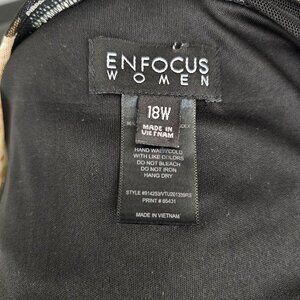 ENFOCUS
WOMEN
18W
MADE IN
VIETNAM
HAND WASH COLD
WITH LIKE COLORS
DO NOT BLEACH
DO NOT IRON
HANG DRY
PRINT # 65431
MADE IN VIETNAM